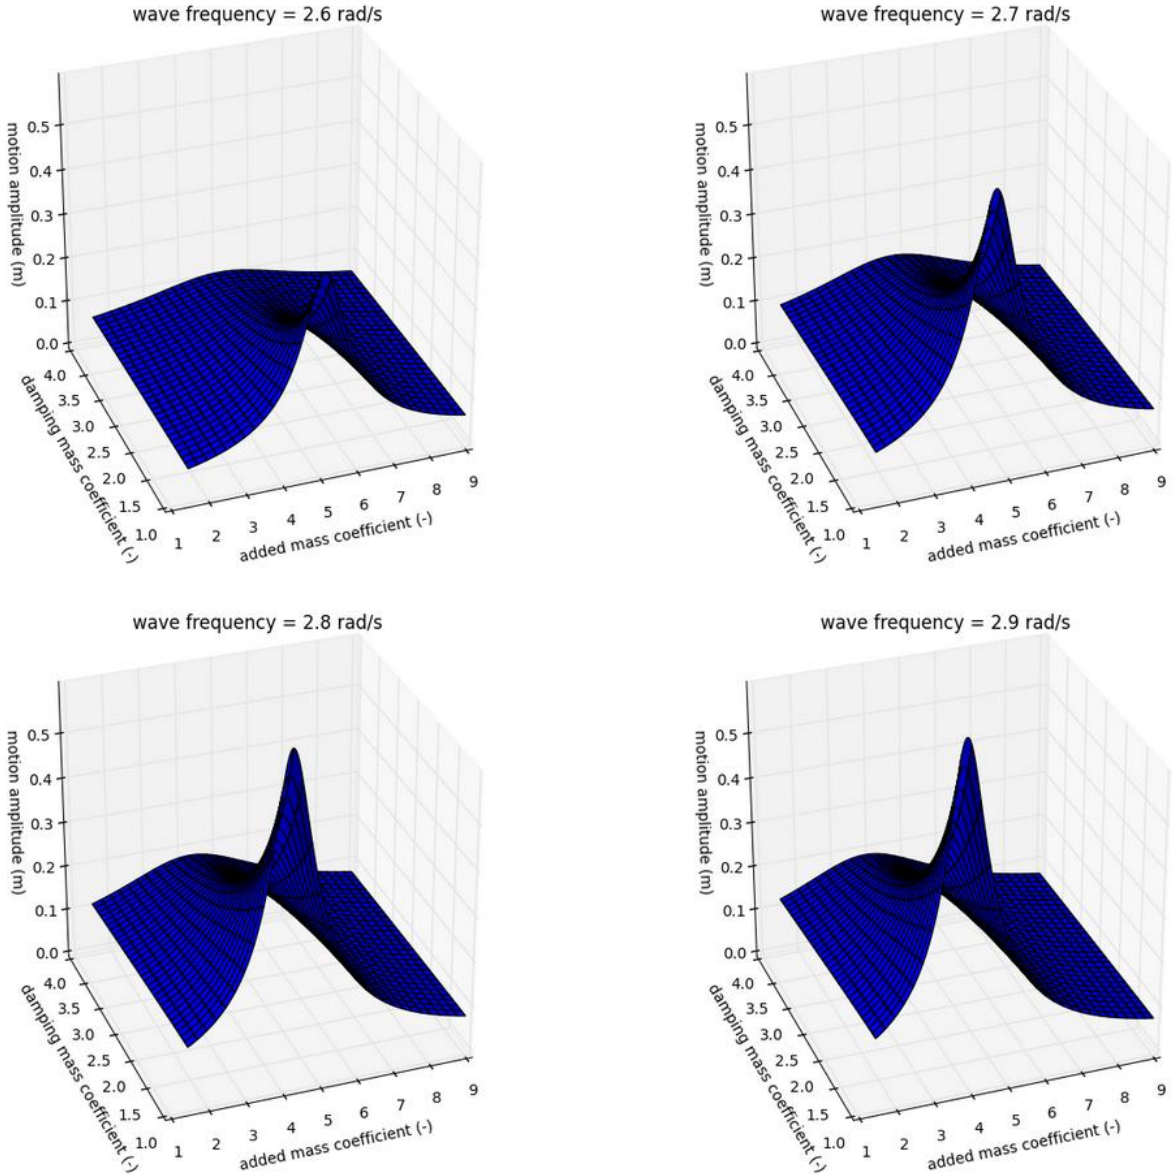 wave frequency = 2.6 rad/s
motion amplitude (m)
0.5
0.4
0.3
0.2
0.1
0.0
damping mass coefficient (-)
4.0
3.5
3.0
2.5
2.0
1.5
1.0
1 2 3 4 5 6 7 8 9
added mass coefficient (-)
wave frequency = 2.7 rad/s
motion amplitude (m)
0.5
0.4
0.3
0.2
0.1
0.0
damping mass coefficient (-)
4.0
3.5
3.0
2.5
2.0
1.5
1.0
1 2 3 4 5 6 7 8 9
added mass coefficient (-)
wave frequency = 2.8 rad/s
motion amplitude (m)
0.5
0.4
0.3
0.2
0.1
0.0
damping mass coefficient (-)
4.0
3.5
3.0
2.5
2.0
1.5
1.0
1 2 3 4 5 6 7 8 9
added mass coefficient (-)
wave frequency = 2.9 rad/s
motion amplitude (m)
0.5
0.4
0.3
0.2
0.1
0.0
damping mass coefficient (-)
4.0
3.5
3.0
2.5
2.0
1.5
1.0
1 2 3 4 5 6 7 8 9
added mass coefficient (-)